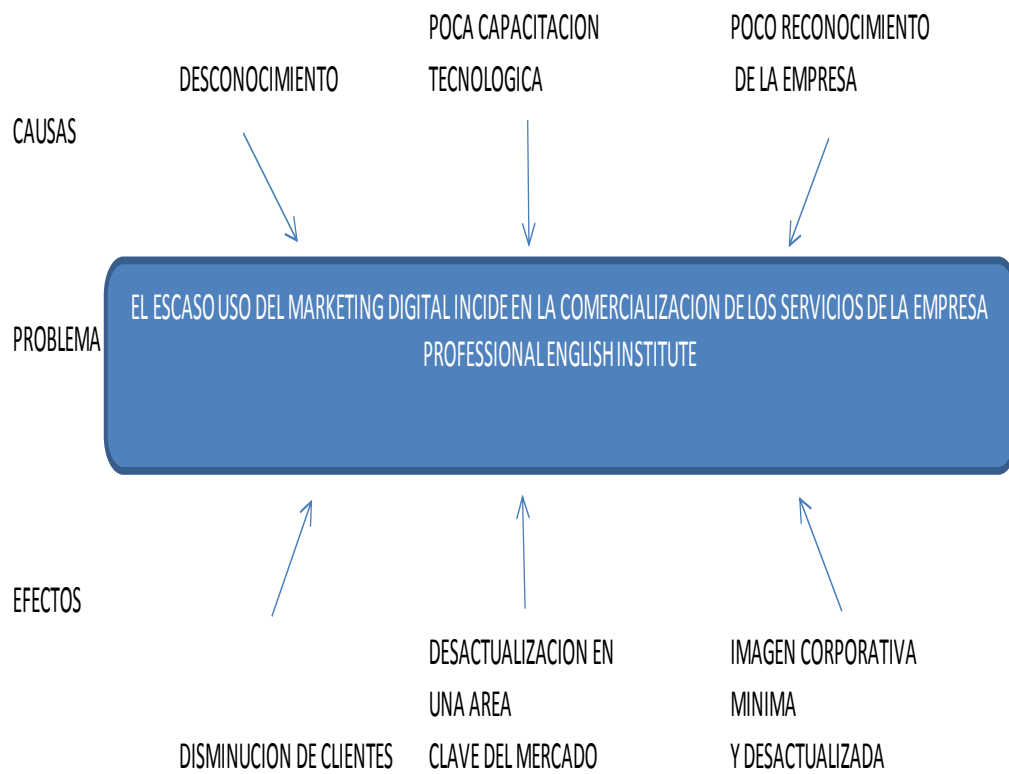 POCA CAPACITACION
TECNOLOGICA
POCO RECONOCIMIENTO
DE LA EMPRESA
DESCONOCIMIENTO
CAUSAS
PROBLEMA
EL ESCASO USO DEL MARKETING DIGITAL INCIDE EN LA COMERCIALIZACION DE LOS SERVICIOS DE LA EMPRESA
PROFESSIONAL ENGLISH INSTITUTE
EFECTOS
DISMINUCION DE CLIENTES
DESACTUALIZACION EN
UNA AREA
CLAVE DEL MERCADO
IMAGEN CORPORATIVA
MINIMA
Y DESACTUALIZADA